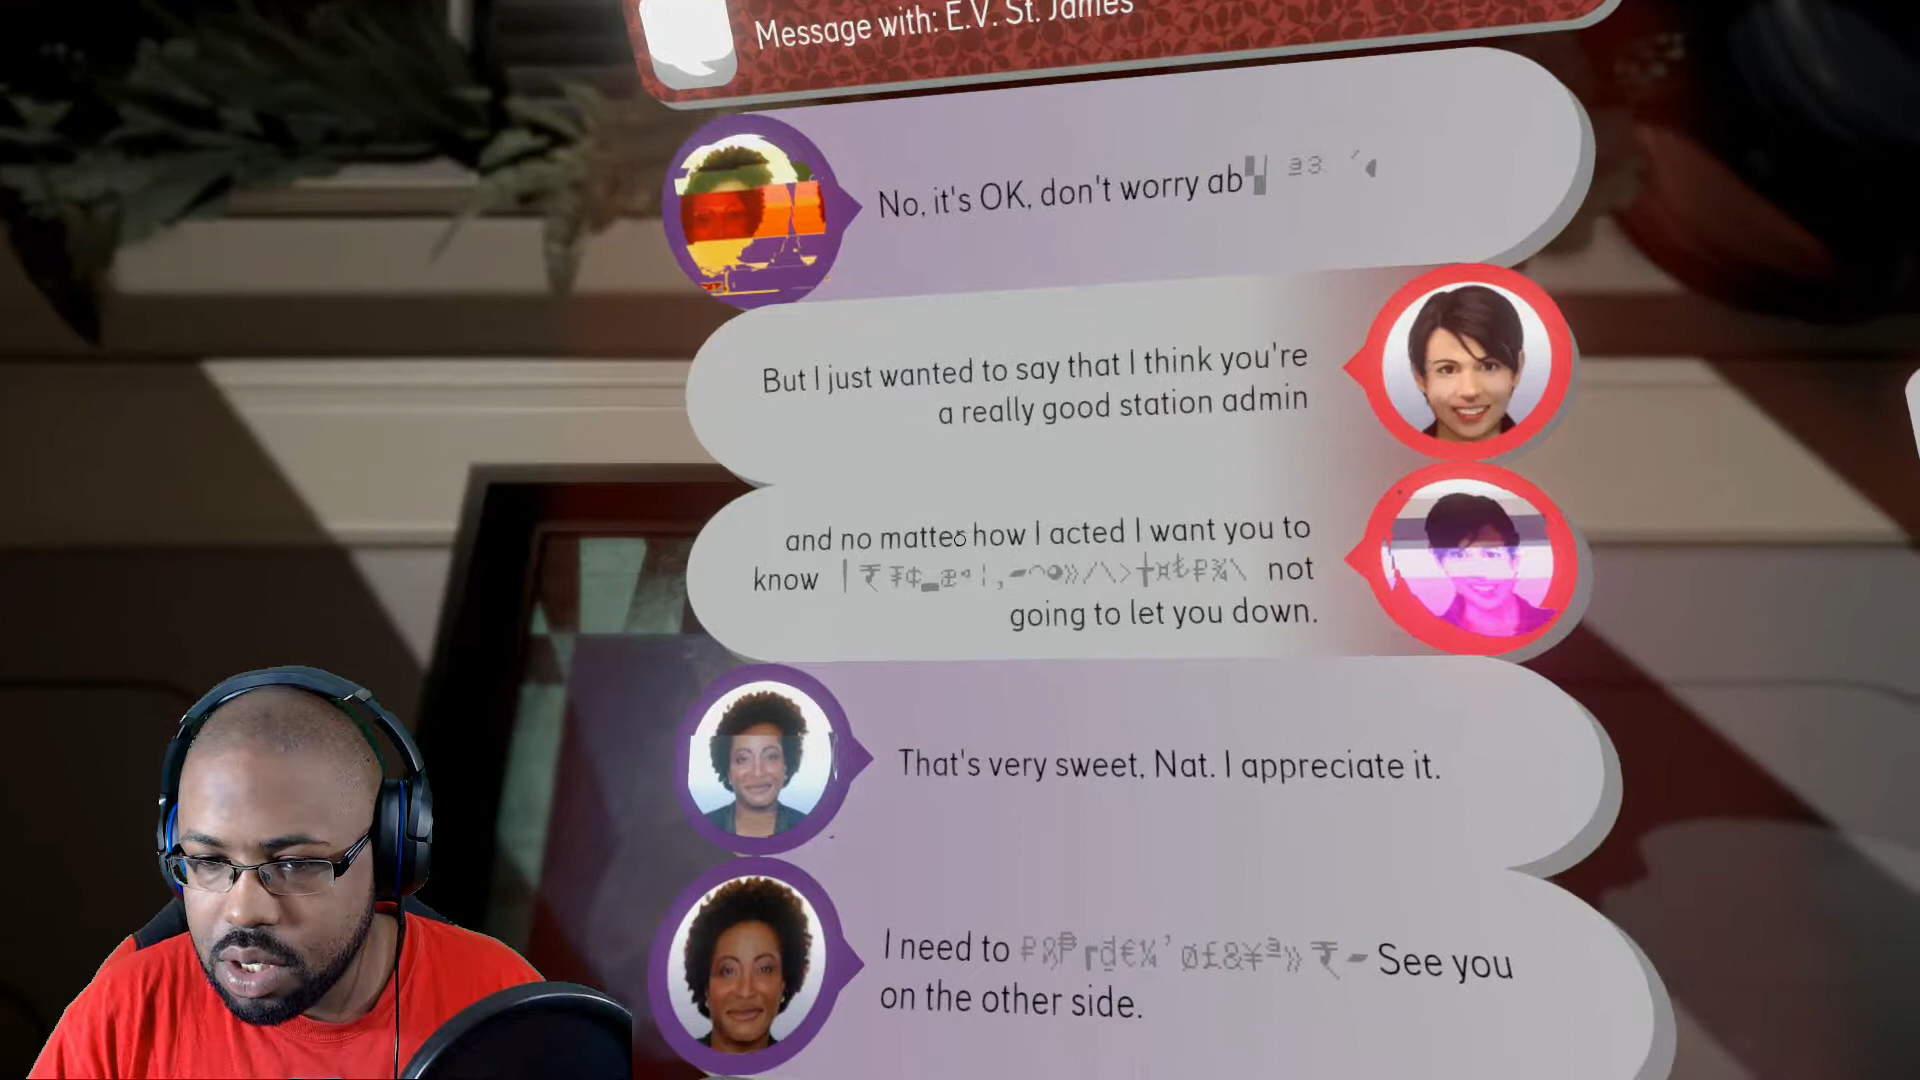 Message with: E.V. St. James
No, it's OK, don't worry ab
But I just wanted to say that I think you're
a really good station admin
and no matter how I acted I want you to
know not
going to let you down.
That's very sweet, Nat. I appreciate it.
I need to See you
on the other side.